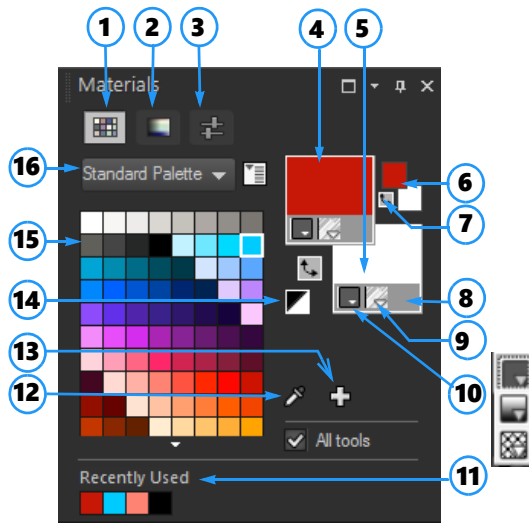 1 2 3 4 5
Materials
16 Standard Palette
6
7
15
14
8
9
13
12
10
All tools
11
Recently Used